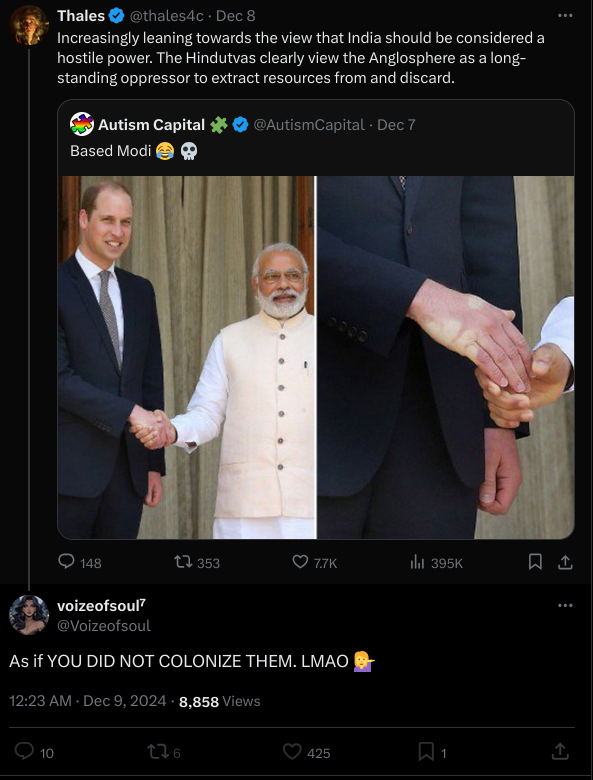 Thales @thales4c · Dec 8
Increasingly leaning towards the view that India should be considered a
hostile power. The Hindutvas clearly view the Anglosphere as a long-
standing oppressor to extract resources from and discard.
Autism Capital 🧩 @AutismCapital · Dec 7
Based Modi 😂 💀
148 353 7.7K 395K
voizeofsoul⁷
@Voizeofsoul
As if YOU DID NOT COLONIZE THEM. LMAO 💁‍♀️
12:23 AM · Dec 9, 2024 · 8,858 Views
10 6 425 1